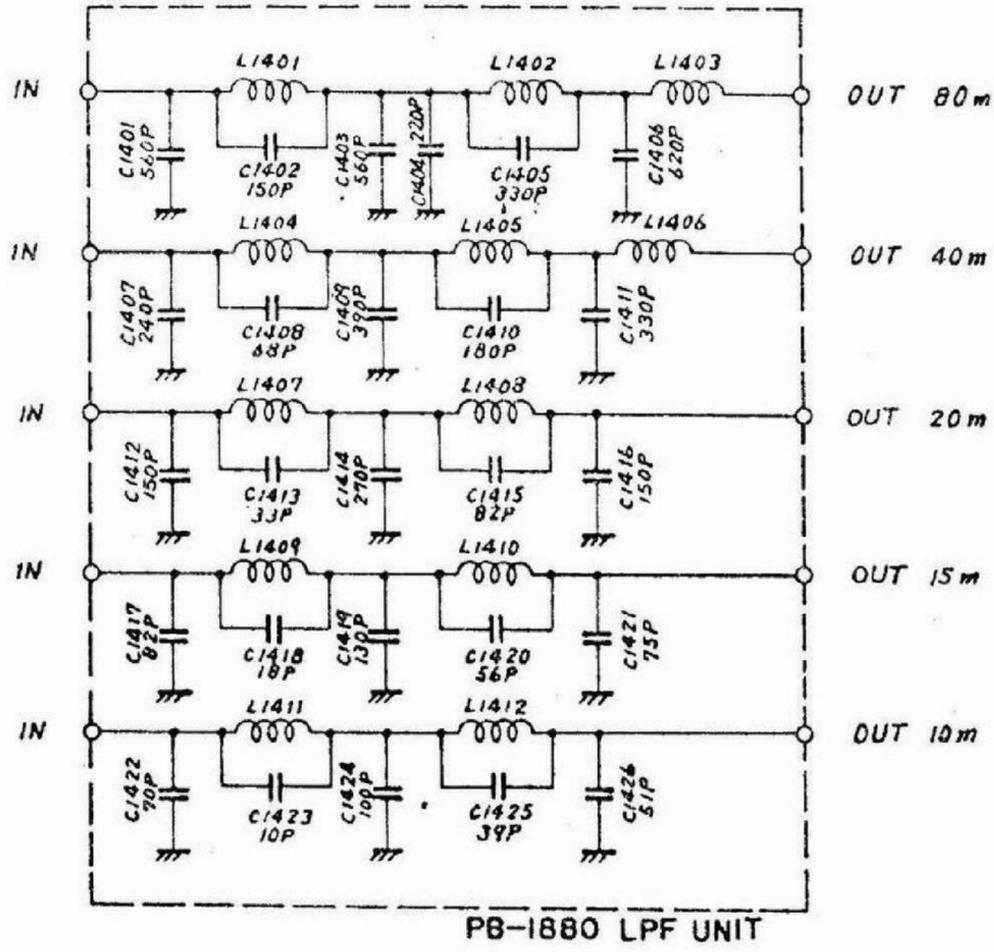 IN L1401 L1402 L1403 OUT 80m
C1401 560P
C1402 150P
C1403 560P
C1404 220P
C1405 330P
C1406 620P
IN L1404 L1405 L1406 OUT 40m
C1407 240P
C1408
C1409 390P
C1410 180P
C1411 330P
IN L1407 L1408 OUT 20m
C1412 150P
C1413 33P
C1414 270P
C1415 82P
C1416 150P
IN L1409 L1410 OUT 15m
C1417 82P
C1418 18P
C1419 130P
C1420 56P
C1421 75P
IN L1411 L1412 OUT 10m
C1422 70P
C1423 10P
C1424 100P
C1425 39P
C1426 51P
PB-1880 LPF UNIT